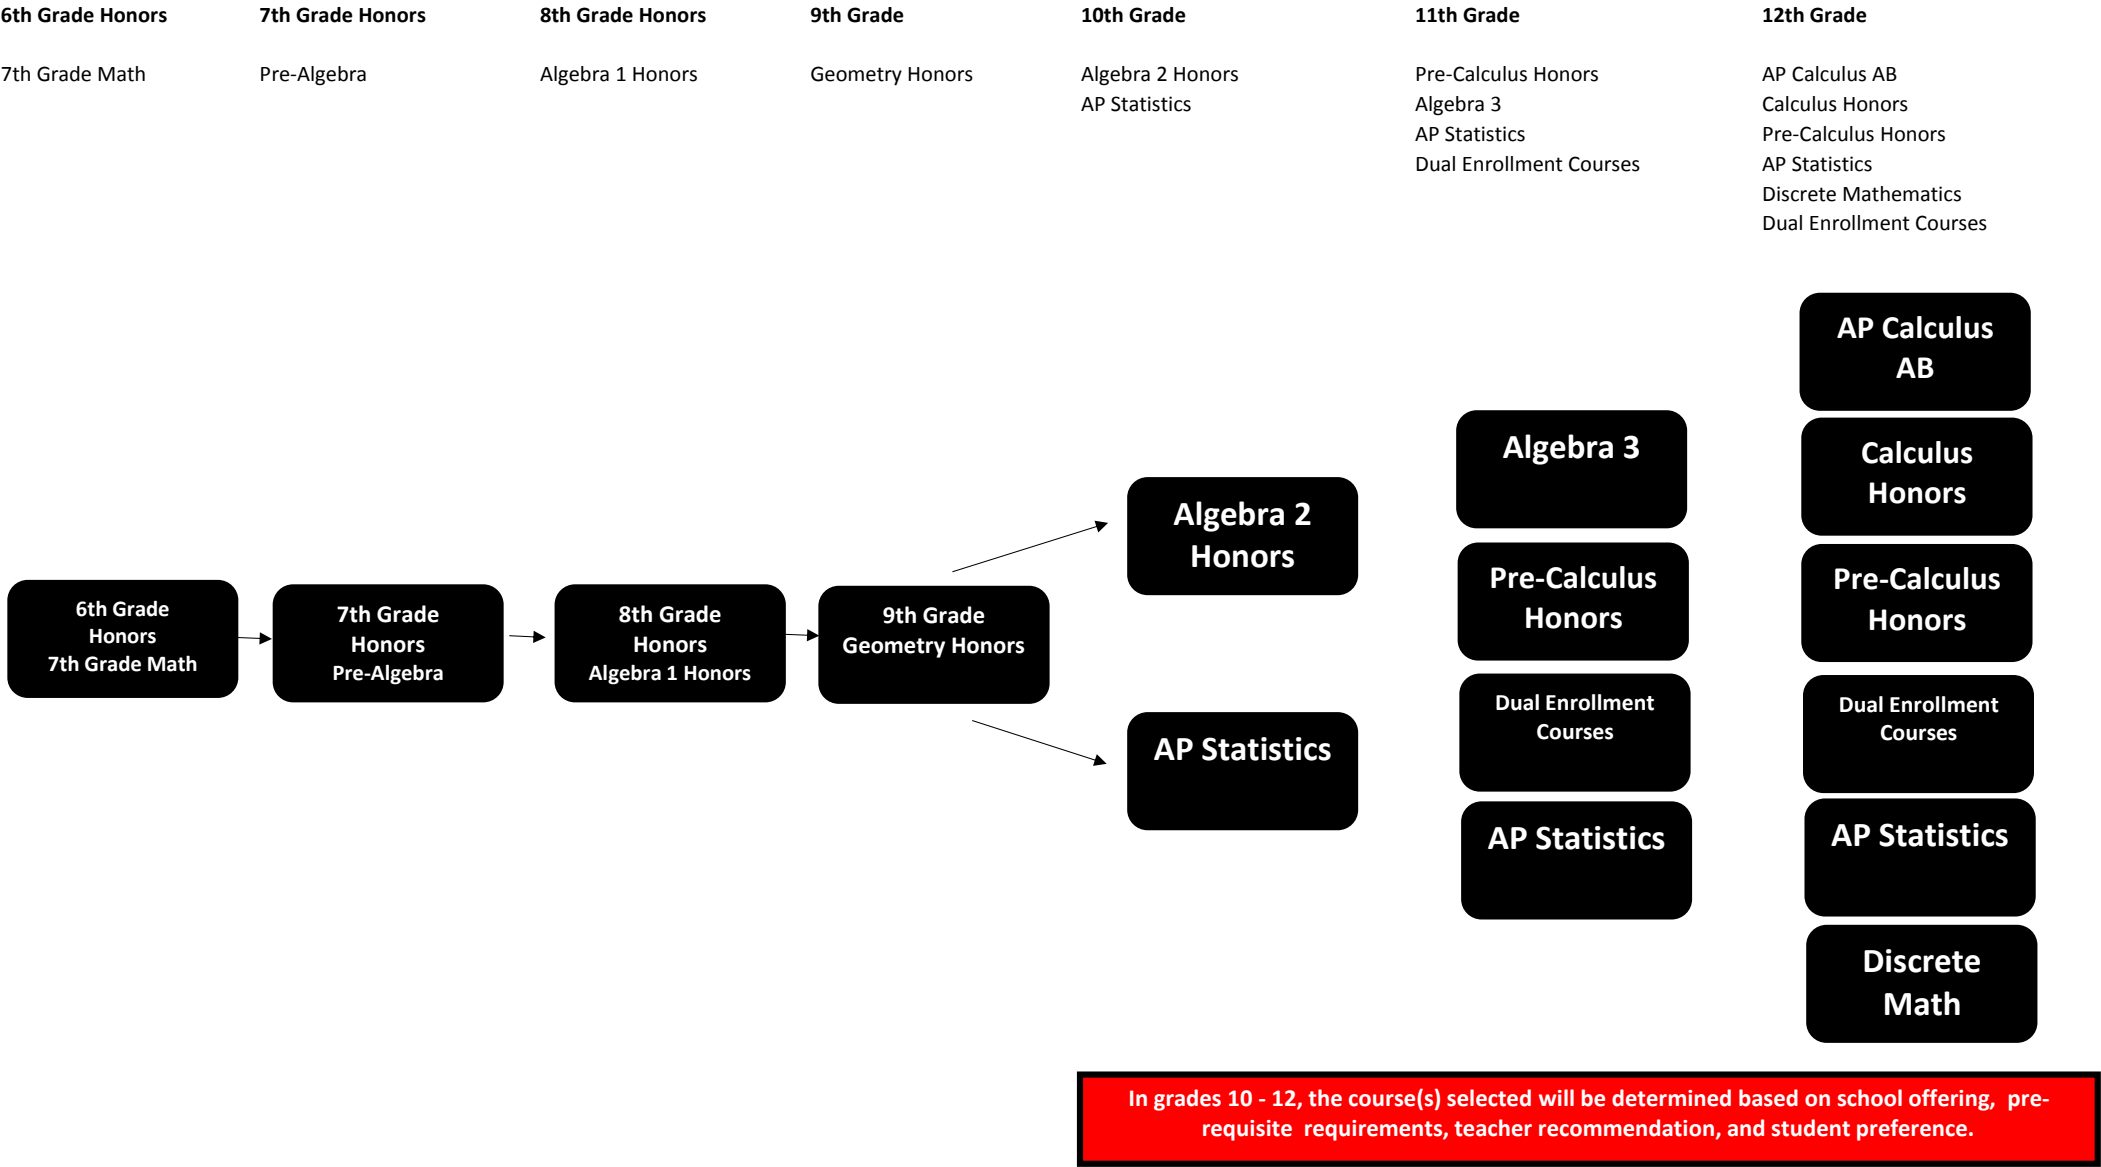 6th Grade Honors
7th Grade Honors
8th Grade Honors
9th Grade
10th Grade
11th Grade
12th Grade
7th Grade Math
Pre-Algebra
Algebra 1 Honors
Geometry Honors
Algebra 2 Honors
Pre-Calculus Honors
AP Calculus AB
AP Statistics
Algebra 3
Calculus Honors
AP Statistics
Pre-Calculus Honors
Dual Enrollment Courses
AP Statistics
Discrete Mathematics
Dual Enrollment Courses
6th Grade
Honors
7th Grade Math
7th Grade
Honors
Pre-Algebra
8th Grade
Honors
Algebra 1 Honors
9th Grade
Geometry Honors
Algebra 2
Honors
AP Statistics
Algebra 3
Pre-Calculus
Honors
Dual Enrollment
Courses
AP Statistics
AP Calculus
AB
Calculus
Honors
Pre-Calculus
Honors
Dual Enrollment
Courses
AP Statistics
Discrete
Math
In grades 10 - 12, the course(s) selected will be determined based on school offering,  pre-
requisite  requirements, teacher recommendation, and student preference.